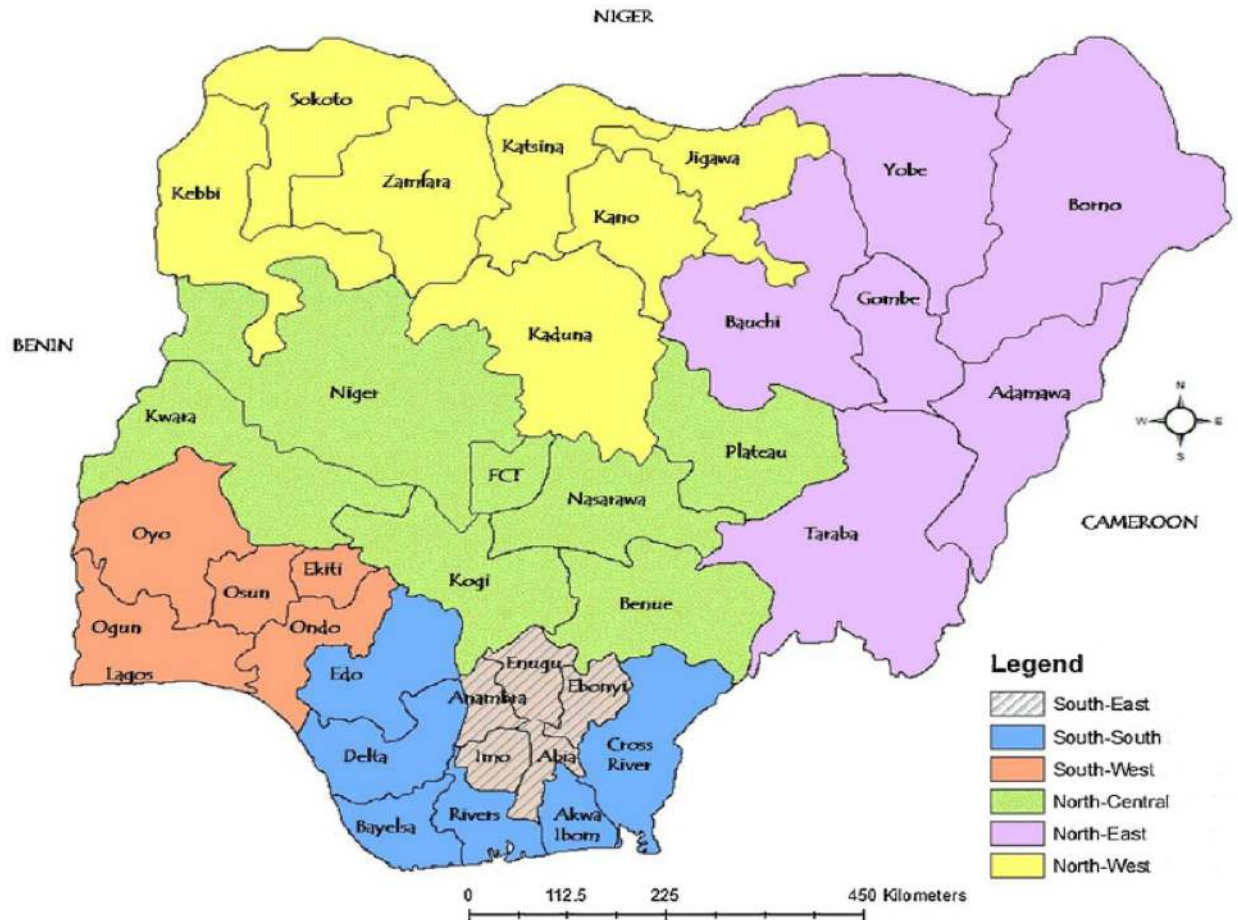 NIGER
Sokoto
Katsina
Jigawa
Yobe
Kebbi
Zamfara
Kano
Borno
Gombe
Bauchi
Kaduna
BENIN
Niger
Adamawa
Kwara
N
W
E
S
Plateau
FCT
Nasarawa
CAMEROON
Oyo
Taraba
Ekiti
Kogi
Osun
Benue
Ogun
Ondo
Lagos
Edo
Enugu
Ebonyi
Anambra
Delta
Imo
Abia
Cross
River
Bayelsa
Rivers
Akwa
Ibom
Legend
South-East
South-South
South-West
North-Central
North-East
North-West
0 112.5 225 450 Kilometers